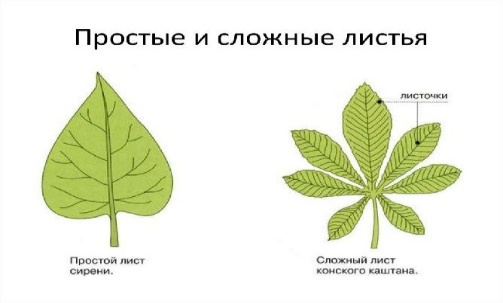 Простые и сложные листья
листочки
Простой лист
сирени.
Сложный лист
конского каштана.